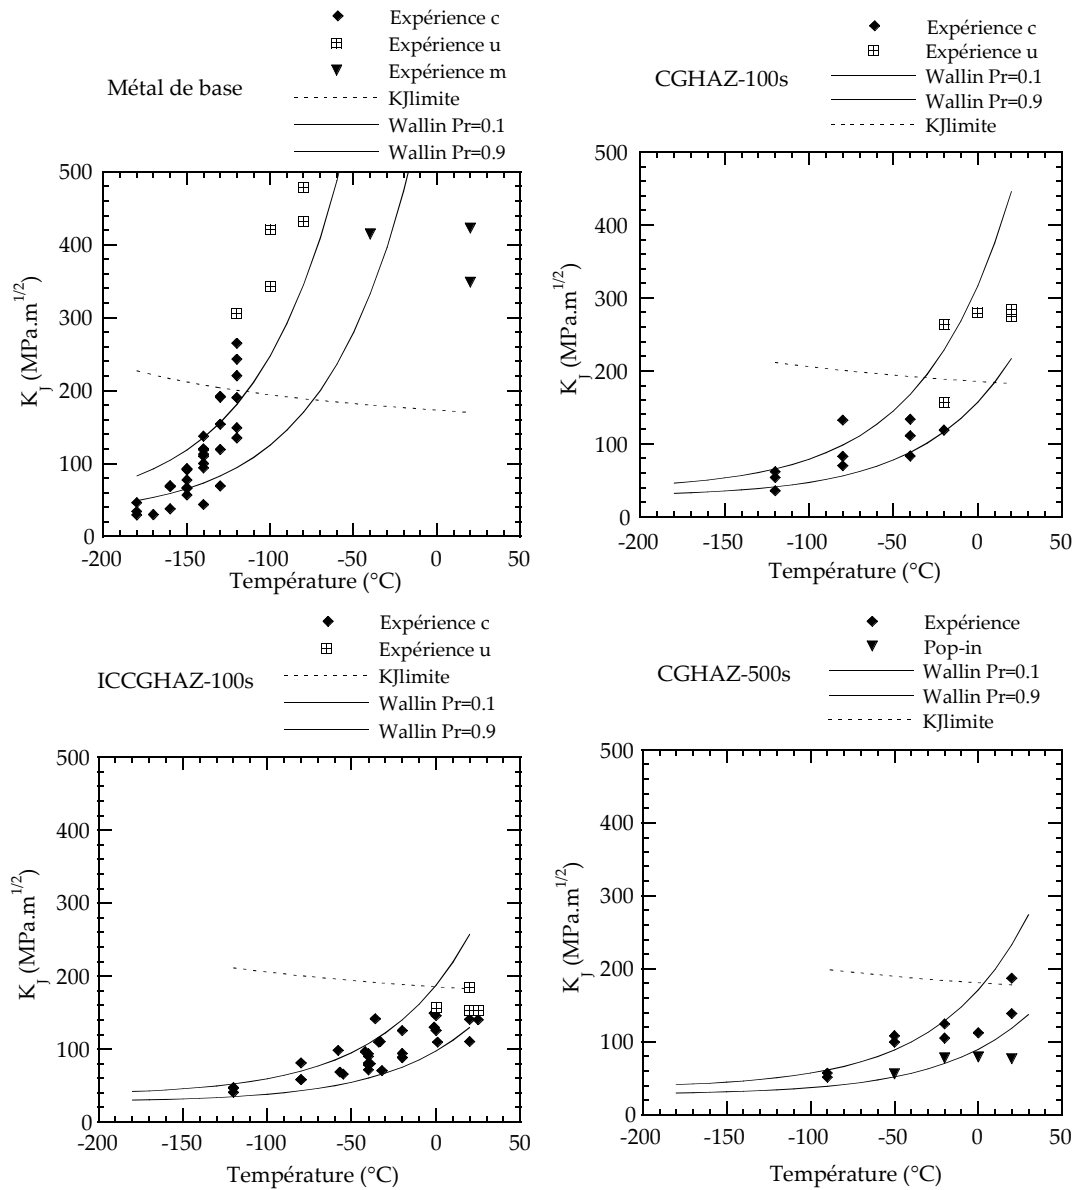 Métal de base
Expérience c
Expérience u
Expérience m
KJlimite
Wallin Pr=0.1
Wallin Pr=0.9
K_J (MPa.m^1/2)
500
400
300
200
100
0
-200 -150 -100 -50 0 50
Température (°C)
CGHAZ-100s
Expérience c
Expérience u
Wallin Pr=0.1
Wallin Pr=0.9
KJlimite
K_J (MPa.m^1/2)
500
400
300
200
100
0
-200 -150 -100 -50 0 50
Température (°C)
ICCGHAZ-100s
Expérience c
Expérience u
KJlimite
Wallin Pr=0.1
Wallin Pr=0.9
K_J (MPa.m^1/2)
500
400
300
200
100
0
-200 -150 -100 -50 0 50
Température (°C)
CGHAZ-500s
Expérience
Pop-in
Wallin Pr=0.1
Wallin Pr=0.9
KJlimite
K_J (MPa.m^1/2)
500
400
300
200
100
0
-200 -150 -100 -50 0 50
Température (°C)